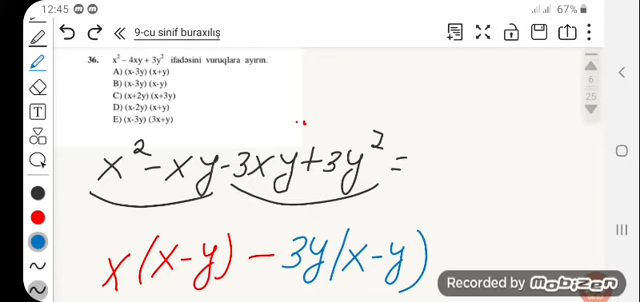 12:45
67%
9-cu sinif buraxılış
36. x² – 4xy + 3y² ifadəsini vuruqlara ayırın.
A) (x-3y) (x+y)
B) (x-3y) (x-y)
C) (x+2y) (x+3y)
D) (x-2y) (x+y)
E) (x-3y) (3x+y)
6
25
T
x² - xy - 3xy + 3y² =
x (x - y) - 3y (x - y)
Recorded by mobizen